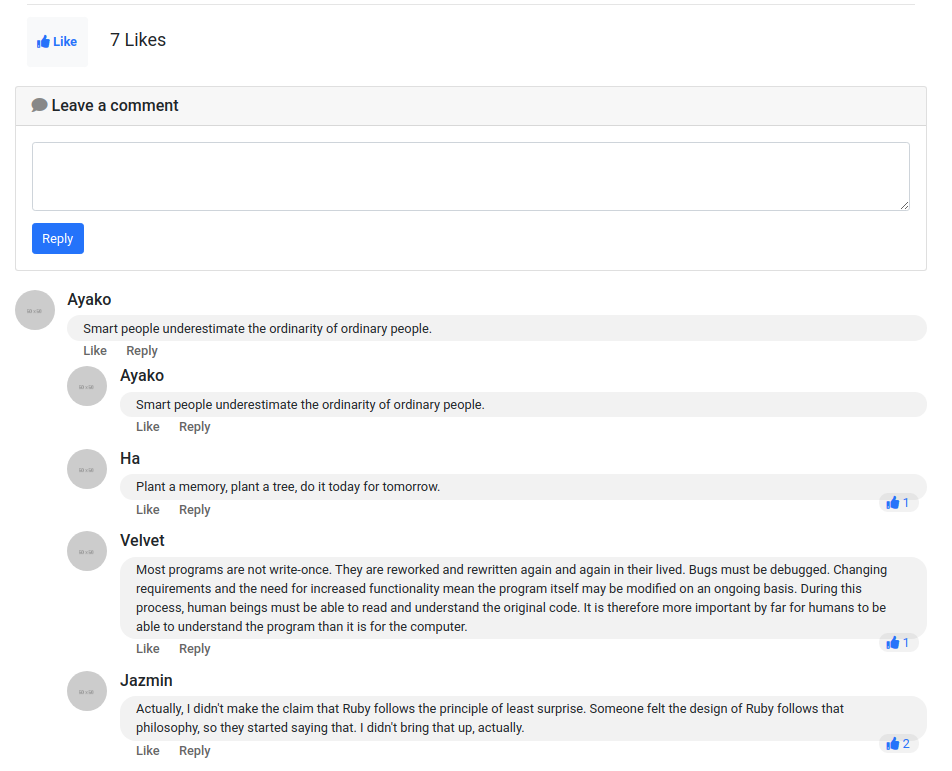 Like 7 Likes
Leave a comment
Reply
Ayako
Smart people underestimate the ordinarity of ordinary people.
Like Reply
Ayako
Smart people underestimate the ordinarity of ordinary people.
Like Reply
Ha
Plant a memory, plant a tree, do it today for tomorrow.
1
Like Reply
Velvet
Most programs are not write-once. They are reworked and rewritten again and again in their lived. Bugs must be debugged. Changing
requirements and the need for increased functionality mean the program itself may be modified on an ongoing basis. During this
process, human beings must be able to read and understand the original code. It is therefore more important by far for humans to be
able to understand the program than it is for the computer.
1
Like Reply
Jazmin
Actually, I didn't make the claim that Ruby follows the principle of least surprise. Someone felt the design of Ruby follows that
philosophy, so they started saying that. I didn't bring that up, actually.
2
Like Reply